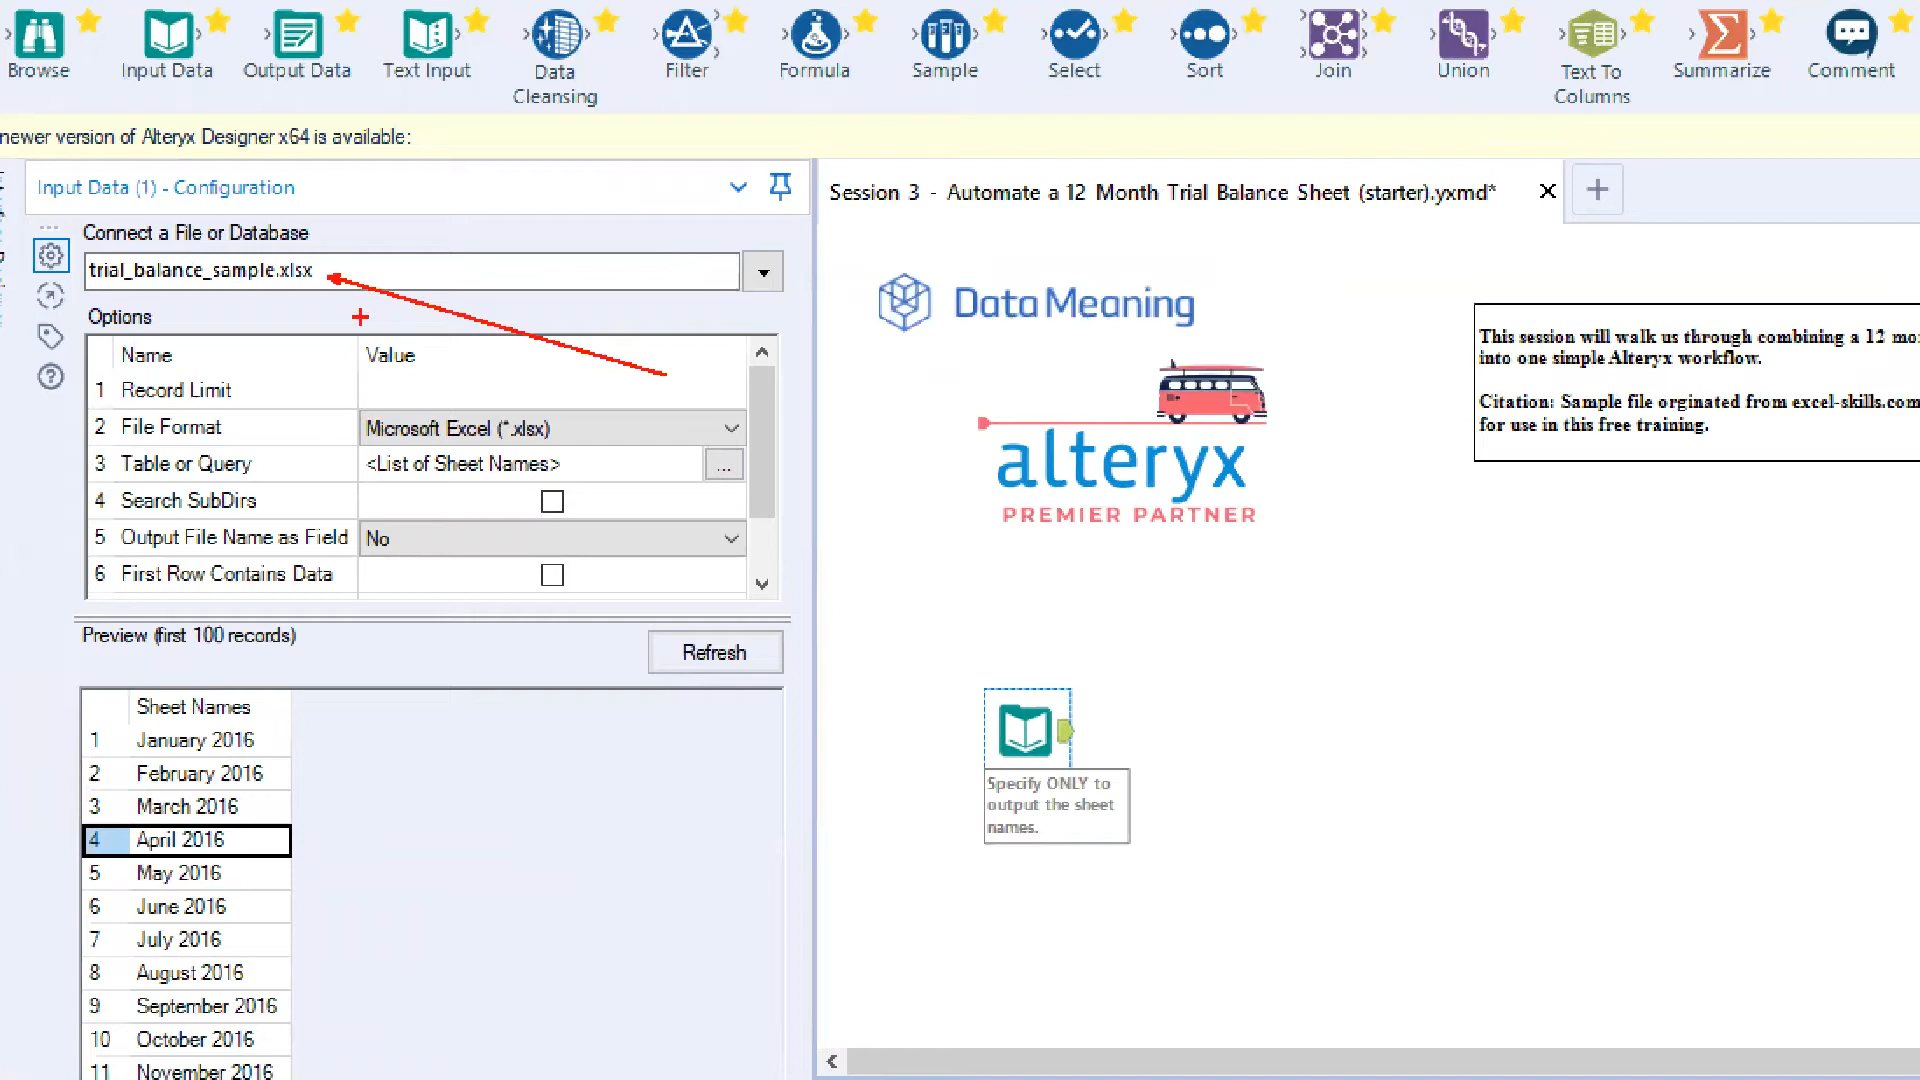 Browse
Input Data
Output Data
Text Input
Data
Cleansing
Filter
Formula
Sample
Select
Sort
Join
Union
Text To
Columns
Summarize
Comment
newer version of Alteryx Designer x64 is available:
Input Data (1) - Configuration
Session 3 - Automate a 12 Month Trial Balance Sheet (starter).yxmd*
Connect a File or Database
trial_balance_sample.xlsx
Options
Name Value
1 Record Limit
2 File Format Microsoft Excel (*.xlsx)
3 Table or Query <List of Sheet Names> ...
4 Search SubDirs
5 Output File Name as Field No
6 First Row Contains Data
Preview (first 100 records)
Refresh
Sheet Names
1 January 2016
2 February 2016
3 March 2016
4 April 2016
5 May 2016
6 June 2016
7 July 2016
8 August 2016
9 September 2016
10 October 2016
11 November 2016
Data Meaning
alteryx
PREMIER PARTNER
This session will walk us through combining a 12 mo
into one simple Alteryx workflow.
Citation: Sample file orginated from excel-skills.com
for use in this free training.
Specify ONLY to
output the sheet
names.